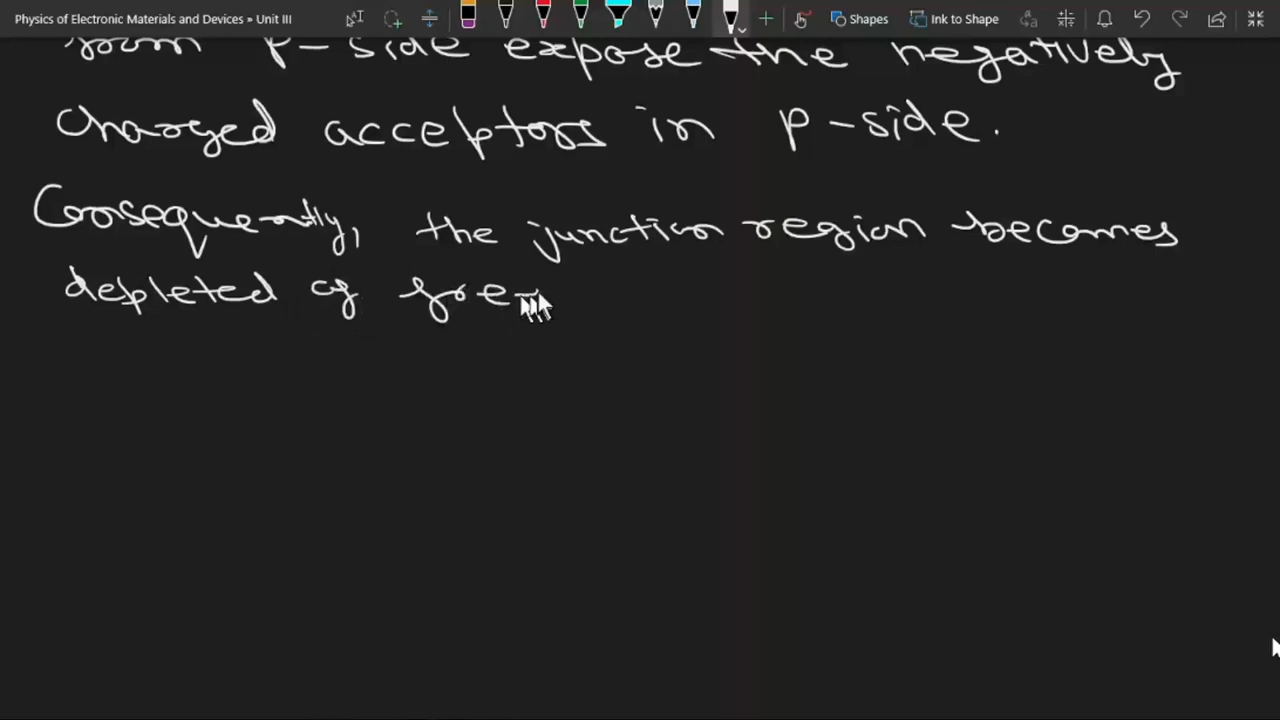 Physics of Electronic Materials and Devices » Unit III
Shapes
Ink to Shape
from p-side expose the negatively
charged acceptors in p-side.
Consequently, the junction region becomes
depleted of free